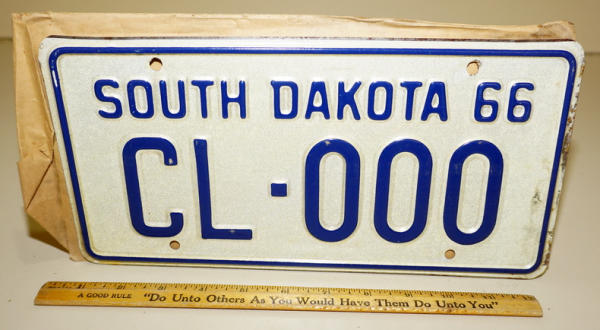 SOUTH DAKOTA 66
CL-000
A GOOD RULE "Do Unto Others As You Would Have Them Do Unto You"